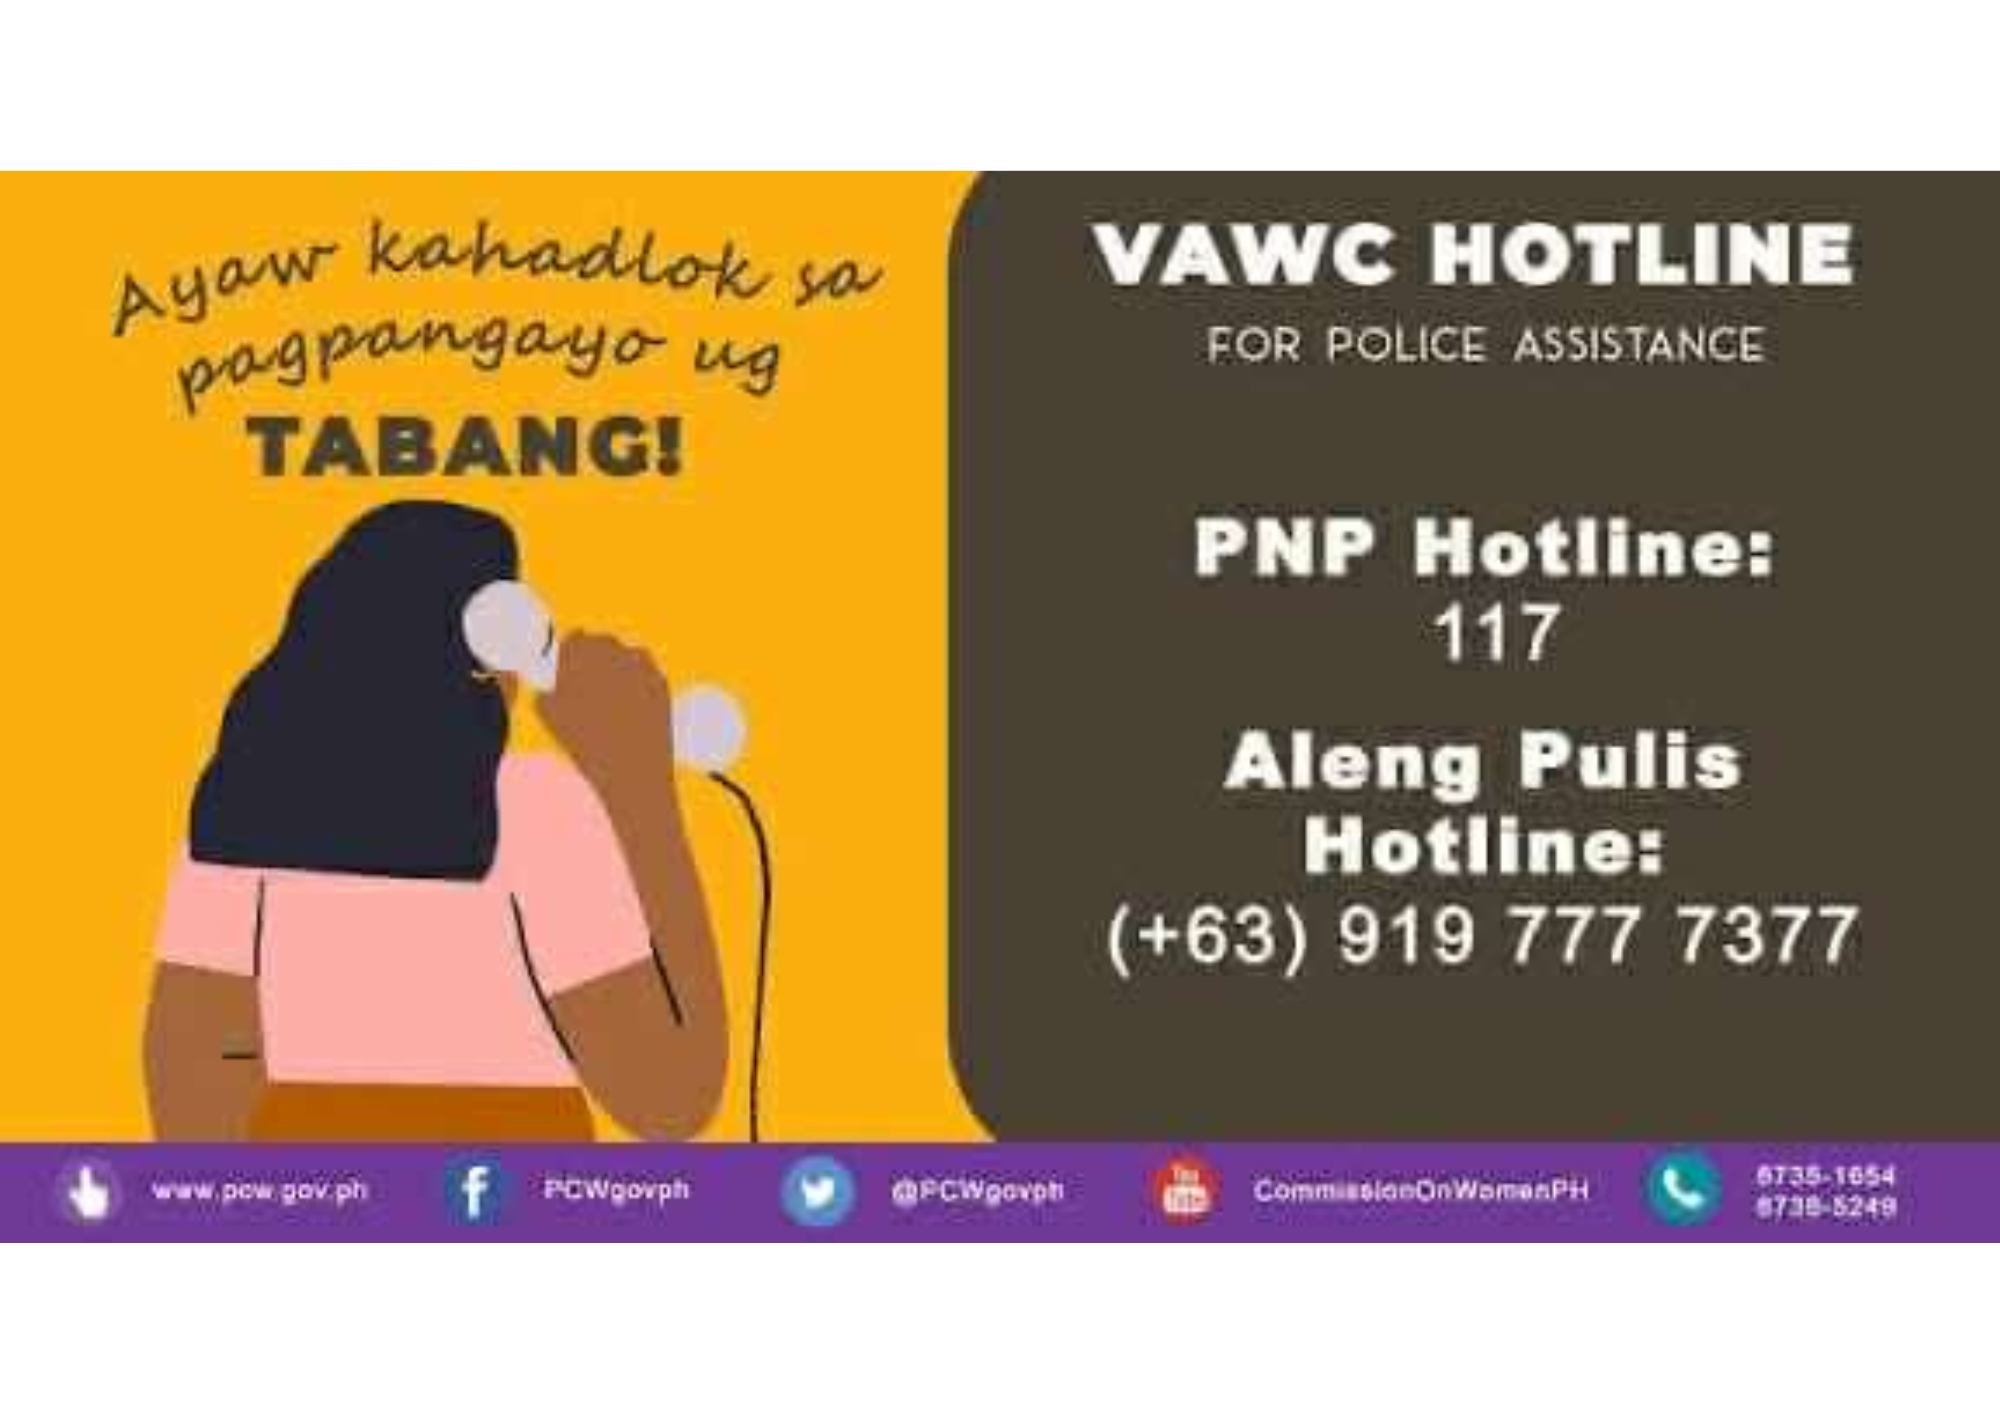 Ayaw kahadlok sa
pagpangayo ug
TABANG!
VAWC HOTLINE
FOR POLICE ASSISTANCE
PNP Hotline:
117
Aleng Pulis
Hotline:
(+63) 919 777 7377
www.pcw.gov.ph
PCWgovph
@PCWgovph
CommissionOnWomenPH
8735-1654
8736-5249